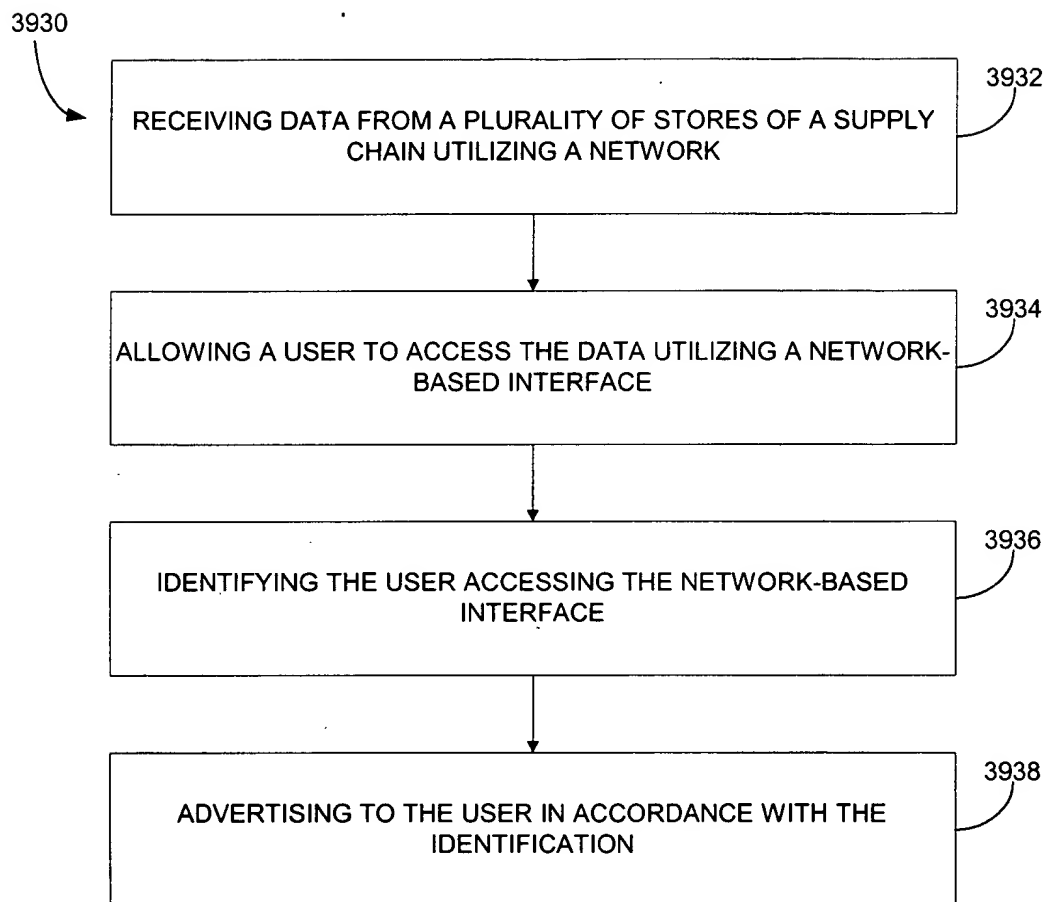 3930
3932
RECEIVING DATA FROM A PLURALITY OF STORES OF A SUPPLY
CHAIN UTILIZING A NETWORK
3934
ALLOWING A USER TO ACCESS THE DATA UTILIZING A NETWORK-
BASED INTERFACE
3936
IDENTIFYING THE USER ACCESSING THE NETWORK-BASED
INTERFACE
3938
ADVERTISING TO THE USER IN ACCORDANCE WITH THE
IDENTIFICATION